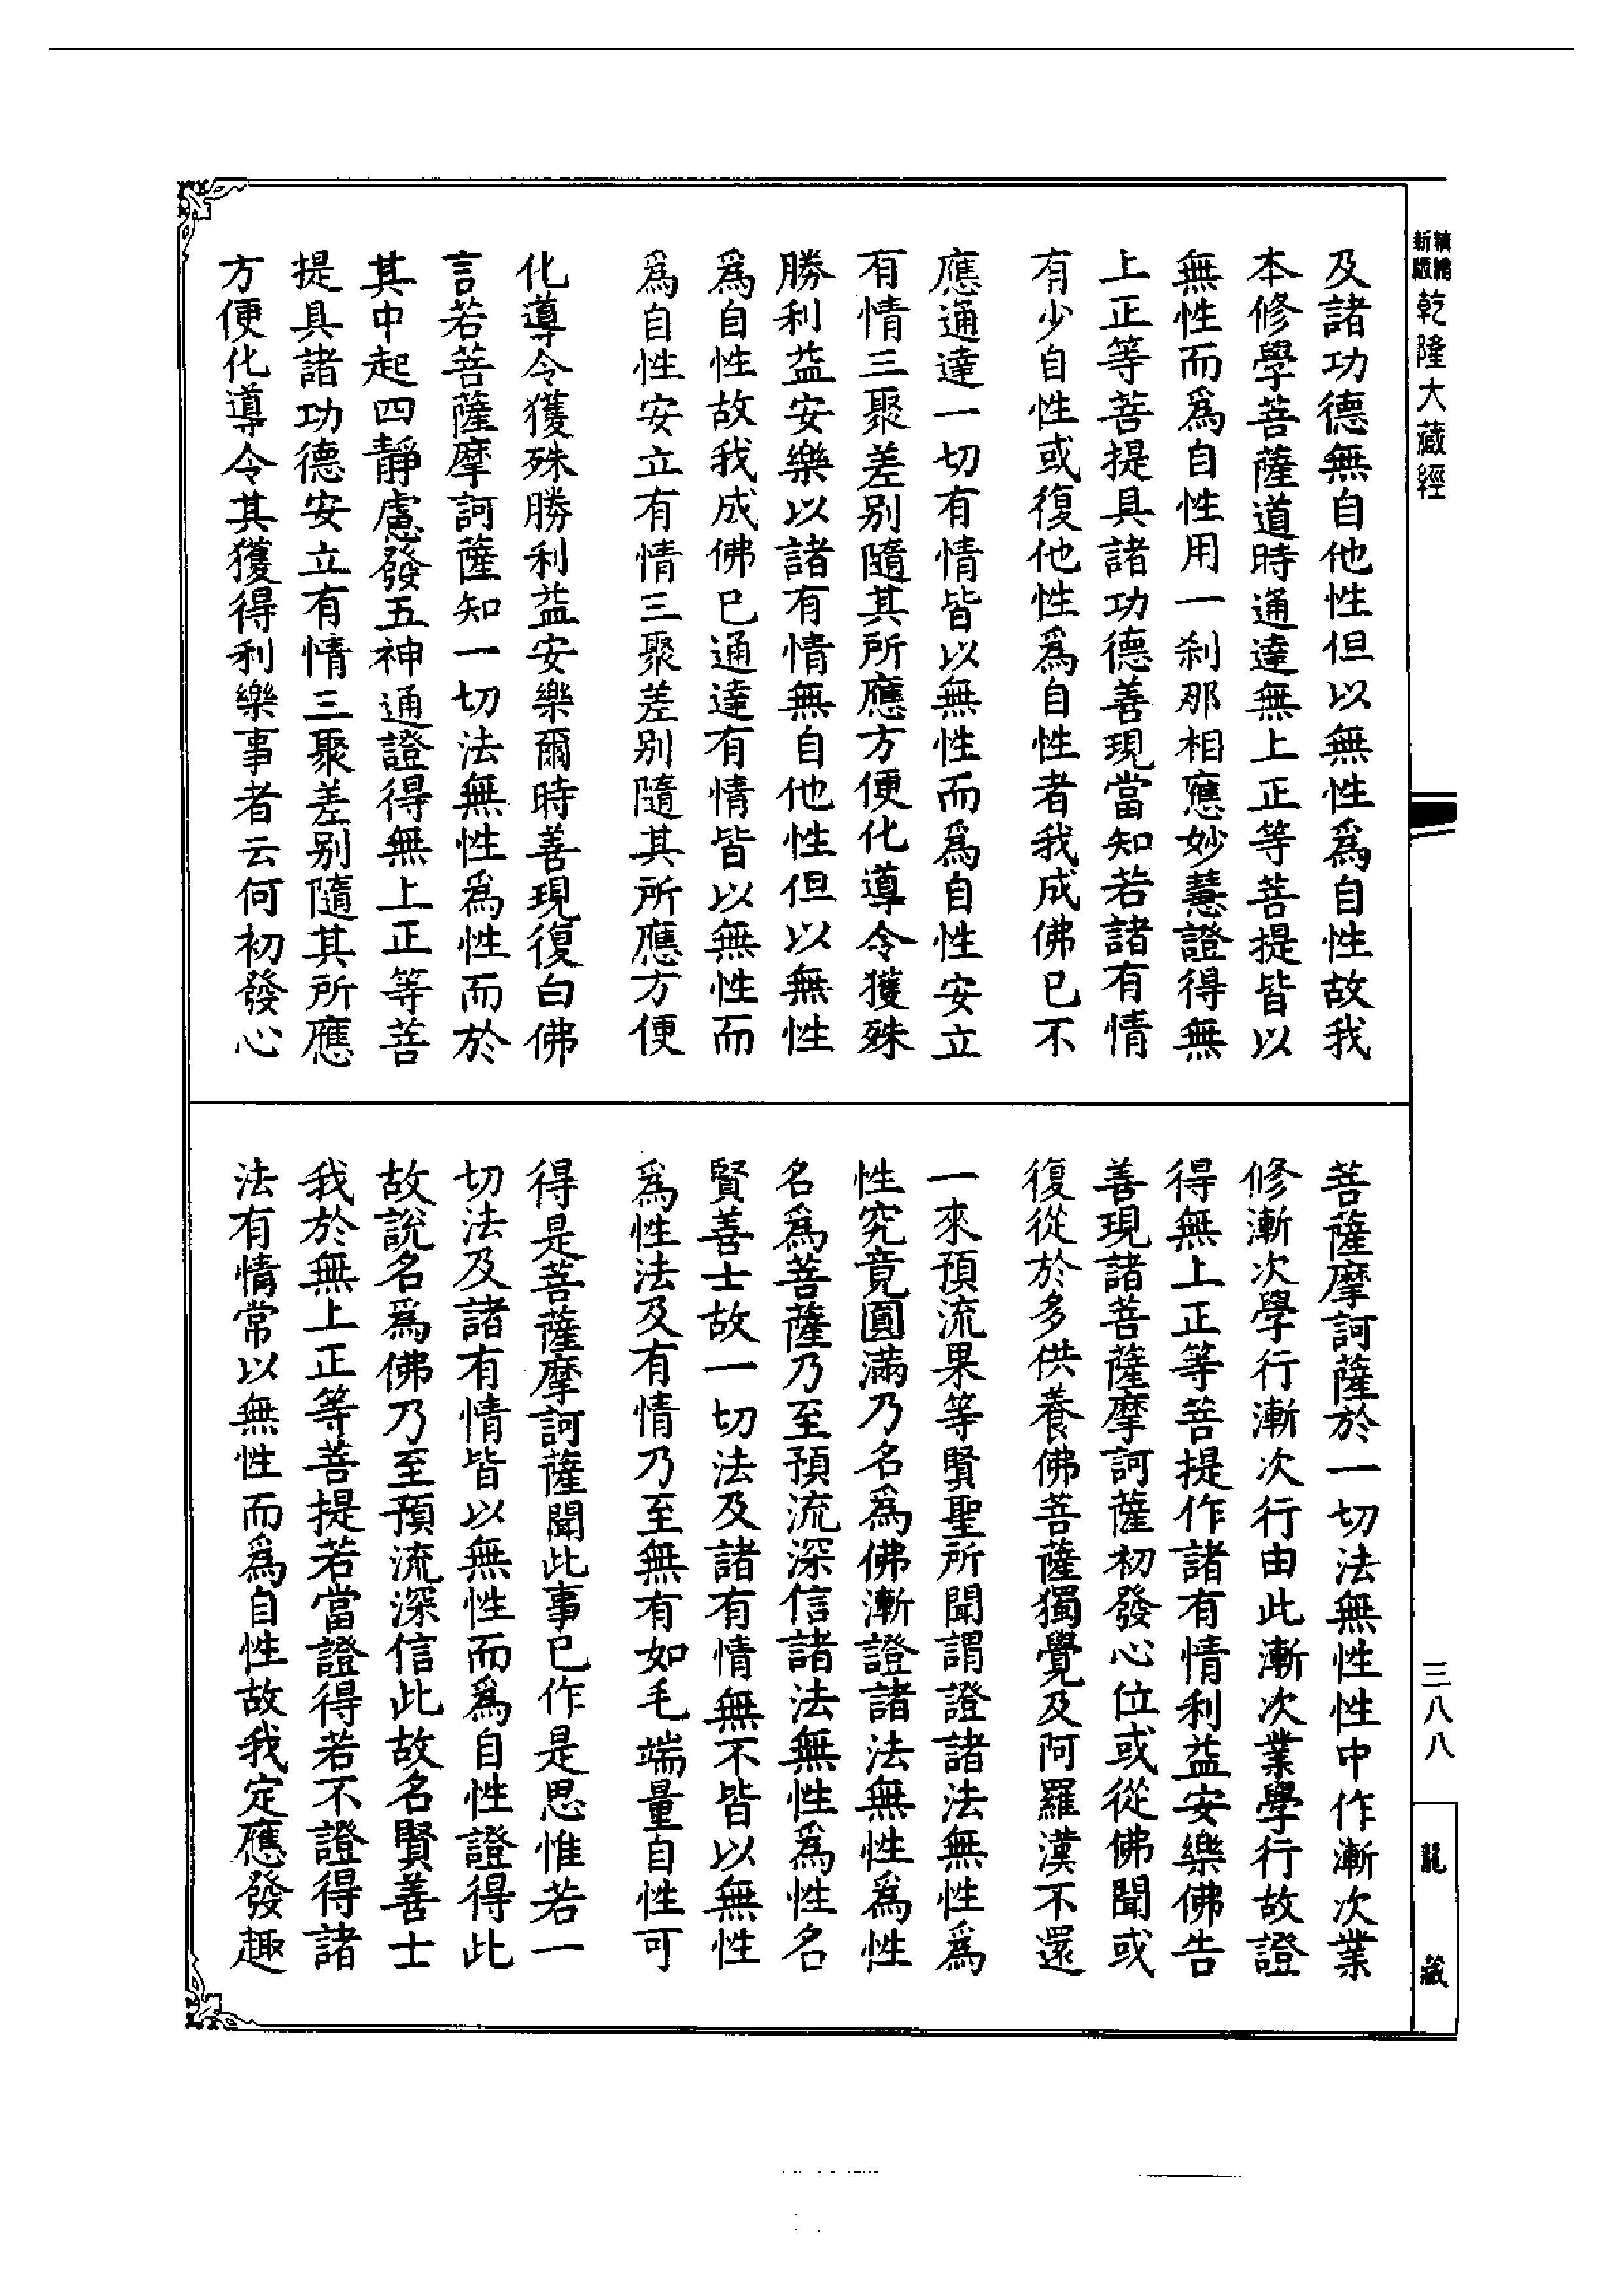 新版
精繪
乾隆大藏經
及諸功德無自他性但以無性爲自性故我
本修學菩薩道時通達無上正等菩提皆以
無性而爲自性用一刹那相應妙慧證得無
上正等菩提具諸功德善現當知若諸有情
有少自性或復他性爲自性者我成佛已不
應通達一切有情皆以無性而爲自性安立
有情三聚差别隨其所應方便化導令獲殊
勝利益安樂以諸有情無自他性但以無性
爲自性故我成佛已通達有情皆以無性而
爲自性安立有情三聚差别隨其所應方便
化導令獲殊勝利益安樂爾時善現復白佛
言若菩薩摩訶薩知一切法無性爲性而於
其中起四靜慮發五神通證得無上正等菩
提具諸功德安立有情三聚差别隨其所應
方便化導令其獲得利樂事者云何初發心
菩薩摩訶薩於一切法無性性中作漸次業
修漸次學行漸次行由此漸次業學行故證
得無上正等菩提作諸有情利益安樂佛告
善現諸菩薩摩訶薩初發心位或從佛聞或
復從於多供養佛菩薩獨覺及阿羅漢不還
一來預流果等賢聖所聞謂證諸法無性爲
性究竟圓滿乃名爲佛漸證諸法無性爲性
名爲菩薩乃至預流深信諸法無性爲性名
賢善士故一切法及諸有情無不皆以無性
爲性法及有情乃至無有如毛端量自性可
得是菩薩摩訶薩聞此事已作是思惟若一
切法及諸有情皆以無性而爲自性證得此
故說名爲佛乃至預流深信此故名賢善士
我於無上正等菩提若當證得若不證得諸
法有情常以無性而爲自性故我定應發趣
三八八
龍藏